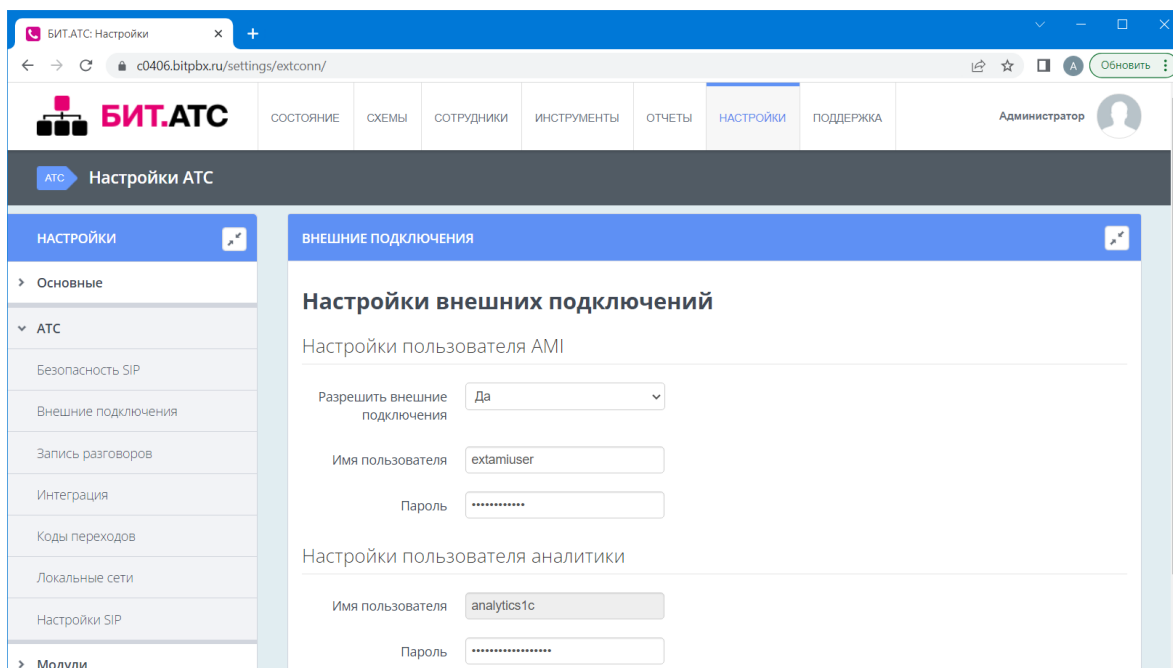 БИТ.АТС: Настройки
c0406.bitpbx.ru/settings/extconn/
А
Обновить
БИТ.АТС
СОСТОЯНИЕ
СХЕМЫ
СОТРУДНИКИ
ИНСТРУМЕНТЫ
ОТЧЕТЫ
НАСТРОЙКИ
ПОДДЕРЖКА
Администратор
АТС
Настройки АТС
НАСТРОЙКИ
Основные
АТС
Безопасность SIP
Внешние подключения
Запись разговоров
Интеграция
Коды переходов
Локальные сети
Настройки SIP
Модули
ВНЕШНИЕ ПОДКЛЮЧЕНИЯ
Настройки внешних подключений
Настройки пользователя AMI
Разрешить внешние
подключения
Да
Имя пользователя
extamiuser
Пароль
••••••••••••
Настройки пользователя аналитики
Имя пользователя
analytics1c
Пароль
••••••••••••••••••